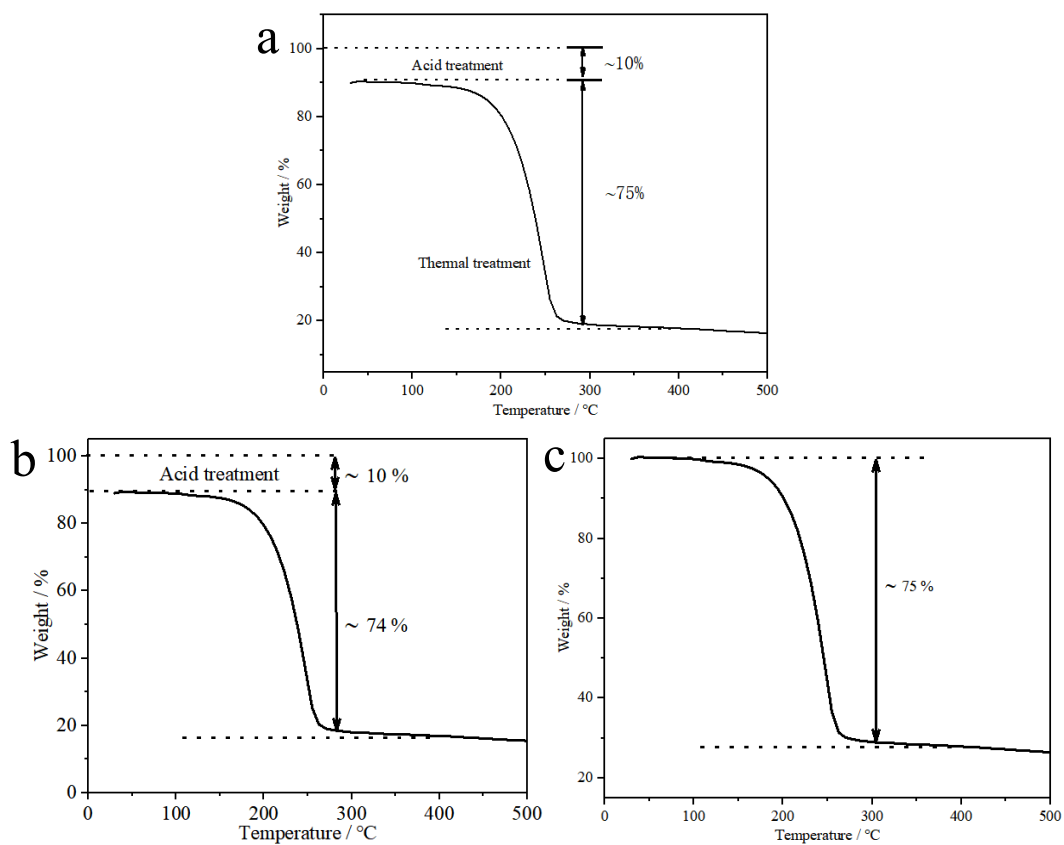 a
100
80
60
40
20
Weight / %
Acid treatment
~10%
~75%
Thermal treatment
0 100 200 300 400 500
Temperature / °C
b
100
80
60
40
20
0
Weight / %
Acid treatment
~ 10 %
~ 74 %
0 100 200 300 400 500
Temperature / °C
c
100
80
60
40
20
Weight / %
~ 75 %
0 100 200 300 400 500
Temperature / °C